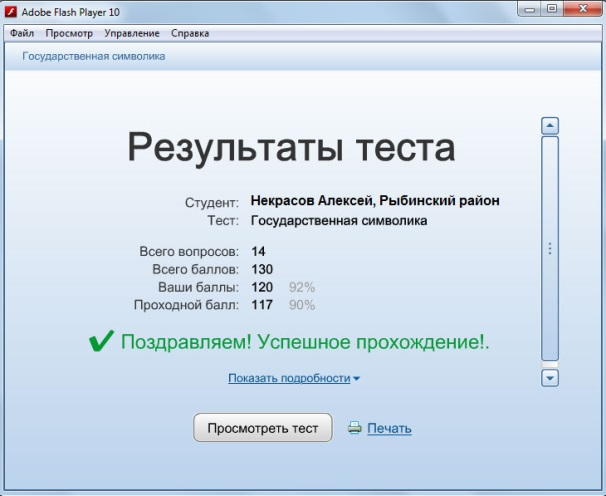 Adobe Flash Player 10
Файл Просмотр Управление Справка
Государственная символика
Результаты теста
Студент: Некрасов Алексей, Рыбинский район
Тест: Государственная символика
Всего вопросов: 14
Всего баллов: 130
Ваши баллы: 120 92%
Проходной балл: 117 90%
Поздравляем! Успешное прохождение!.
Показать подробности
Просмотреть тест Печать